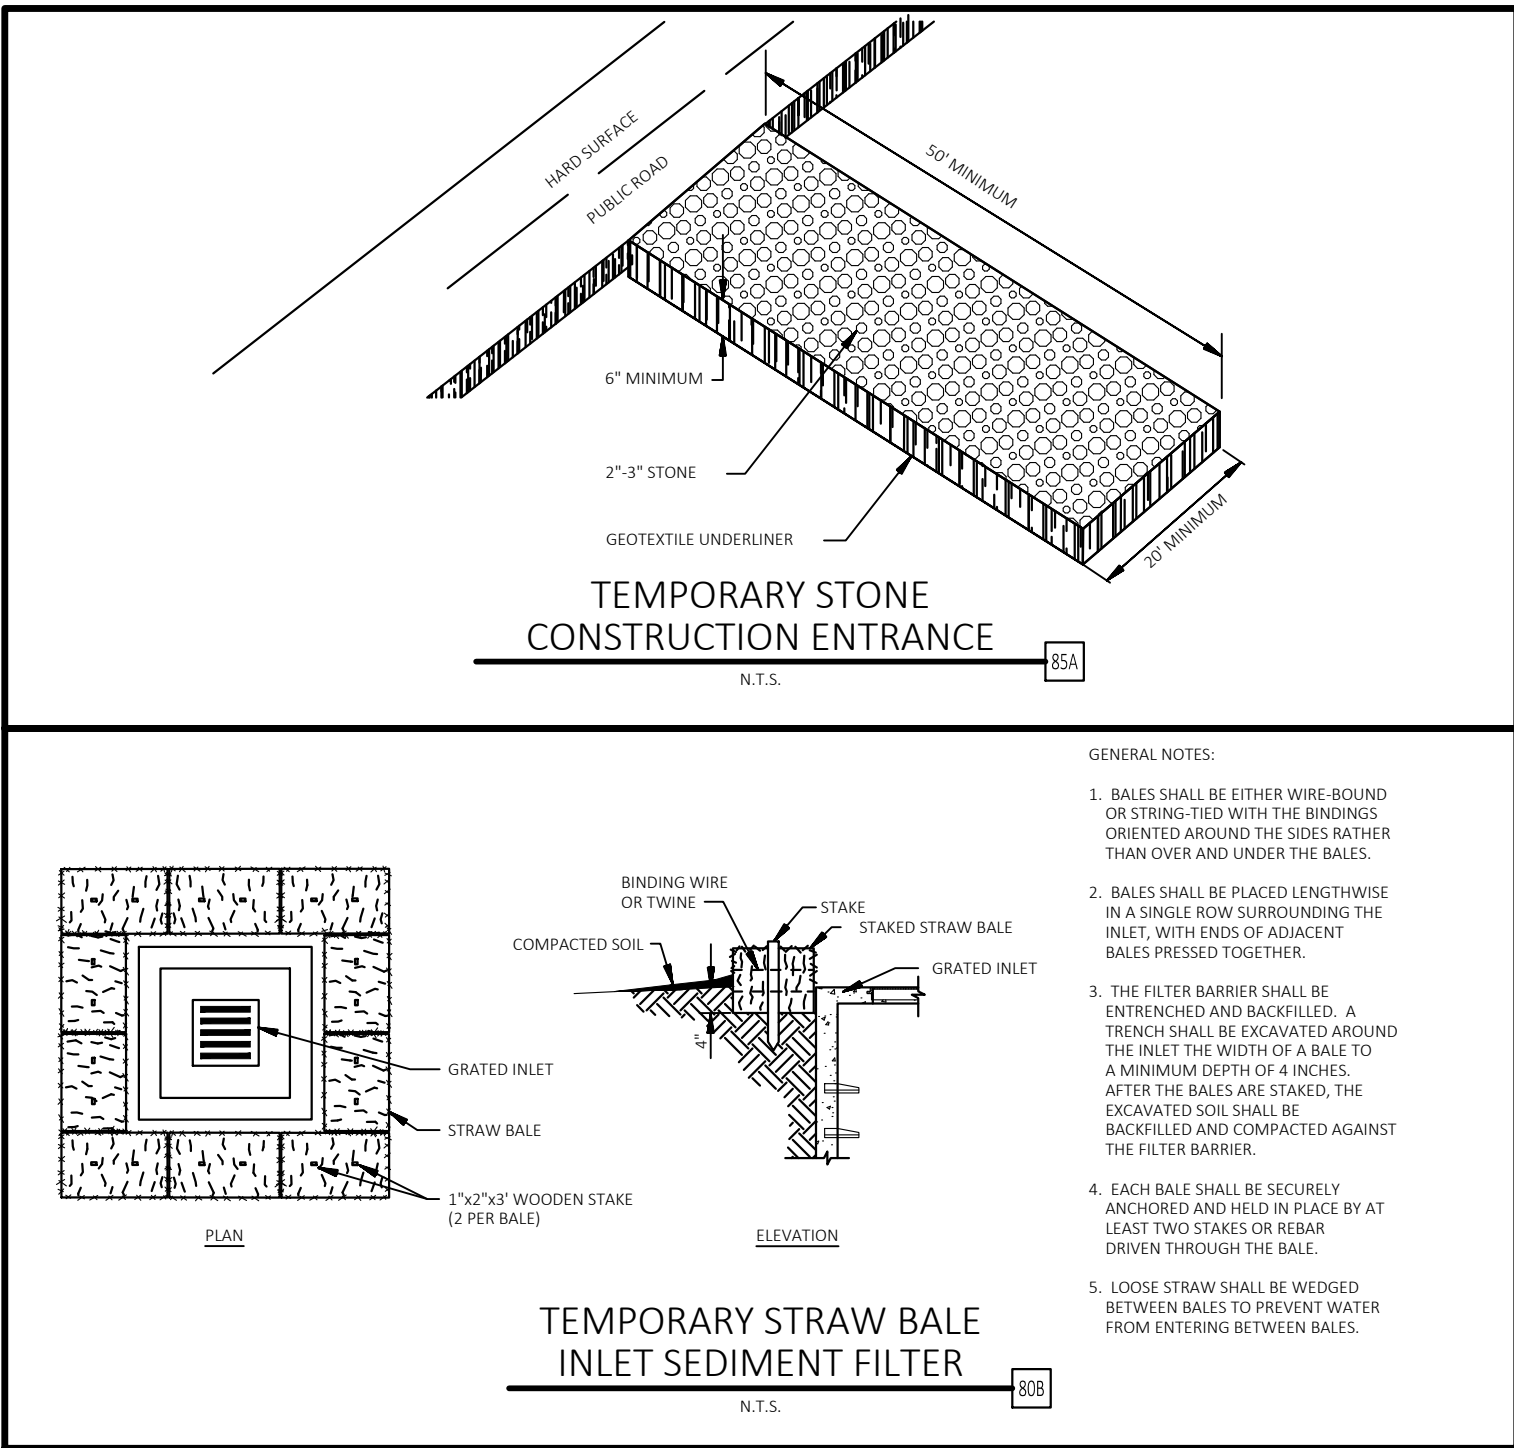 HARD SURFACE
PUBLIC ROAD
50' MINIMUM
6" MINIMUM
2"-3" STONE
GEOTEXTILE UNDERLINER
20' MINIMUM
TEMPORARY STONE
CONSTRUCTION ENTRANCE
85A
N.T.S.
GRATED INLET
STRAW BALE
1"x2"x3' WOODEN STAKE
(2 PER BALE)
PLAN
BINDING WIRE
OR TWINE
COMPACTED SOIL
STAKE
STAKED STRAW BALE
GRATED INLET
4"
ELEVATION
GENERAL NOTES:
1. BALES SHALL BE EITHER WIRE-BOUND
OR STRING-TIED WITH THE BINDINGS
ORIENTED AROUND THE SIDES RATHER
THAN OVER AND UNDER THE BALES.
2. BALES SHALL BE PLACED LENGTHWISE
IN A SINGLE ROW SURROUNDING THE
INLET, WITH ENDS OF ADJACENT
BALES PRESSED TOGETHER.
3. THE FILTER BARRIER SHALL BE
ENTRENCHED AND BACKFILLED. A
TRENCH SHALL BE EXCAVATED AROUND
THE INLET THE WIDTH OF A BALE TO
A MINIMUM DEPTH OF 4 INCHES.
AFTER THE BALES ARE STAKED, THE
EXCAVATED SOIL SHALL BE
BACKFILLED AND COMPACTED AGAINST
THE FILTER BARRIER.
4. EACH BALE SHALL BE SECURELY
ANCHORED AND HELD IN PLACE BY AT
LEAST TWO STAKES OR REBAR
DRIVEN THROUGH THE BALE.
5. LOOSE STRAW SHALL BE WEDGED
BETWEEN BALES TO PREVENT WATER
FROM ENTERING BETWEEN BALES.
TEMPORARY STRAW BALE
INLET SEDIMENT FILTER
80B
N.T.S.